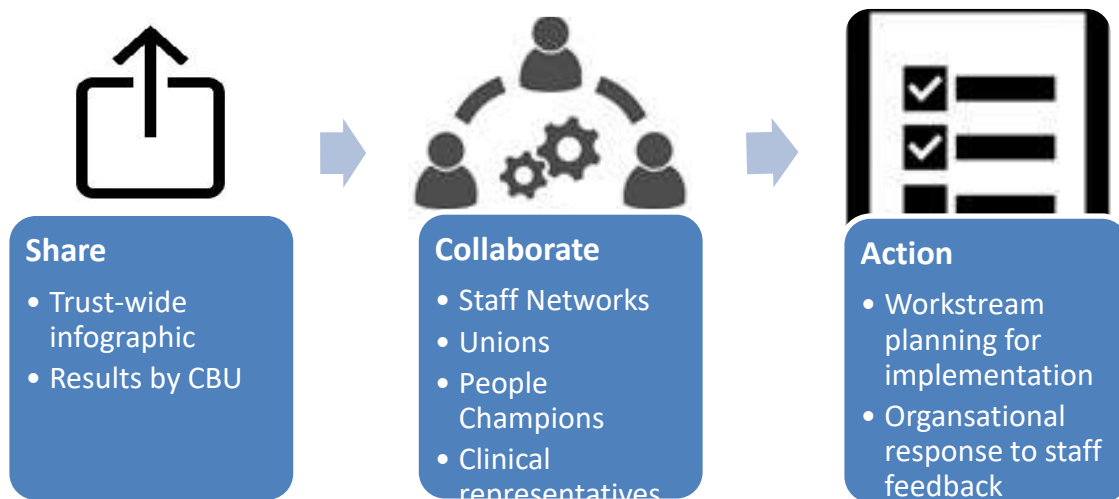 Share
• Trust-wide
infographic
• Results by CBU
Collaborate
• Staff Networks
• Unions
• People
Champions
• Clinical
representatives
Action
• Workstream
planning for
implementation
• Organsational
response to staff
feedback